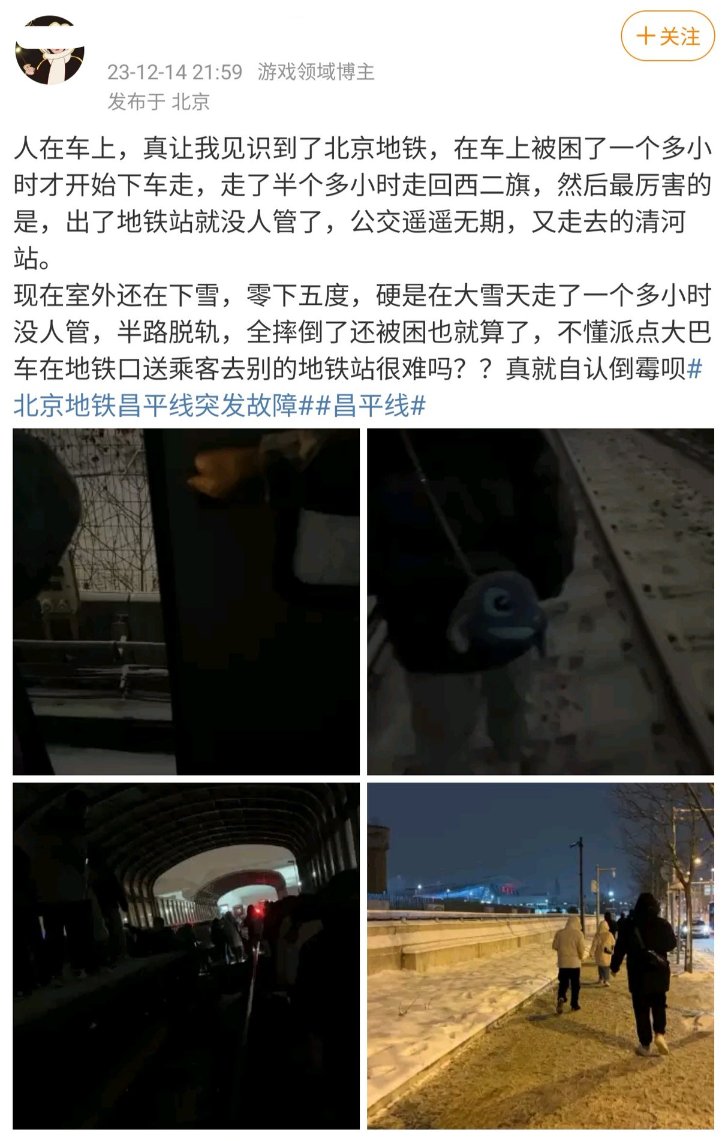 +关注
23-12-14 21:59 游戏领域博主
发布于 北京
人在车上，真让我见识到了北京地铁，在车上被困了一个多小
时才开始下车走，走了半个多小时走回西二旗，然后最厉害的
是，出了地铁站就没人管了，公交遥遥无期，又走去的清河
站。
现在室外还在下雪，零下五度，硬是在大雪天走了一个多小时
没人管，半路脱轨，全摔倒了还被困也就算了，不懂派点大巴
车在地铁口送乘客去别的地铁站很难吗？？真就自认倒霉呗#
北京地铁昌平线突发故障##昌平线#